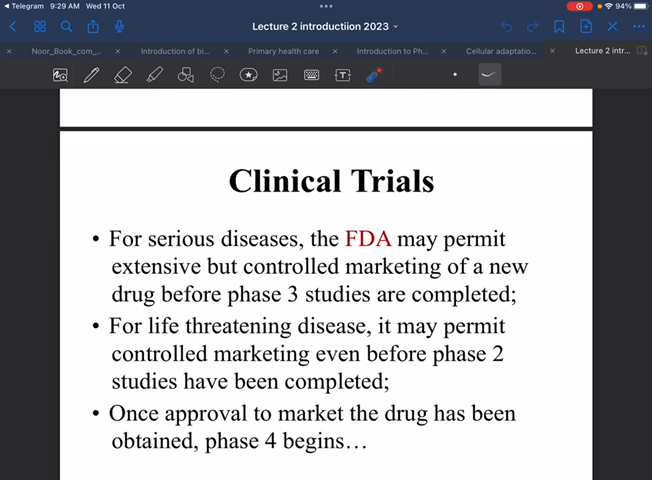 Telegram 9:29 AM Wed 11 Oct 94%
Lecture 2 introductiion 2023
Noor_Book_com_... Introduction of bi... Primary health care Introduction to Ph... Cellular adaptatio... Lecture 2 intr...
Clinical Trials
• For serious diseases, the FDA may permit
extensive but controlled marketing of a new
drug before phase 3 studies are completed;
• For life threatening disease, it may permit
controlled marketing even before phase 2
studies have been completed;
• Once approval to market the drug has been
obtained, phase 4 begins…